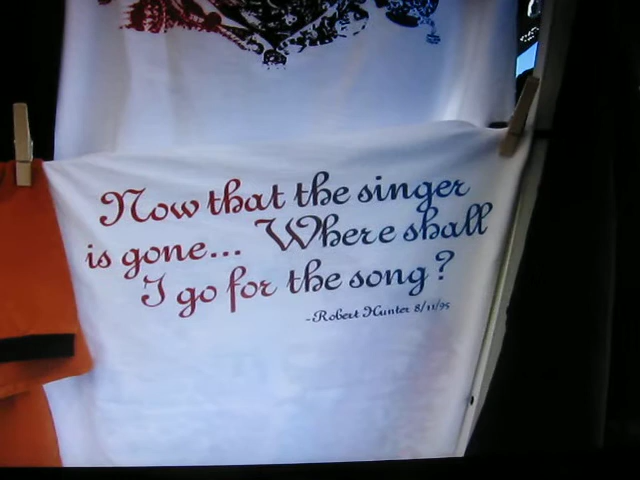 Now that the singer
is gone... Where shall
I go for the song?
-Robert Hunter 8/11/95